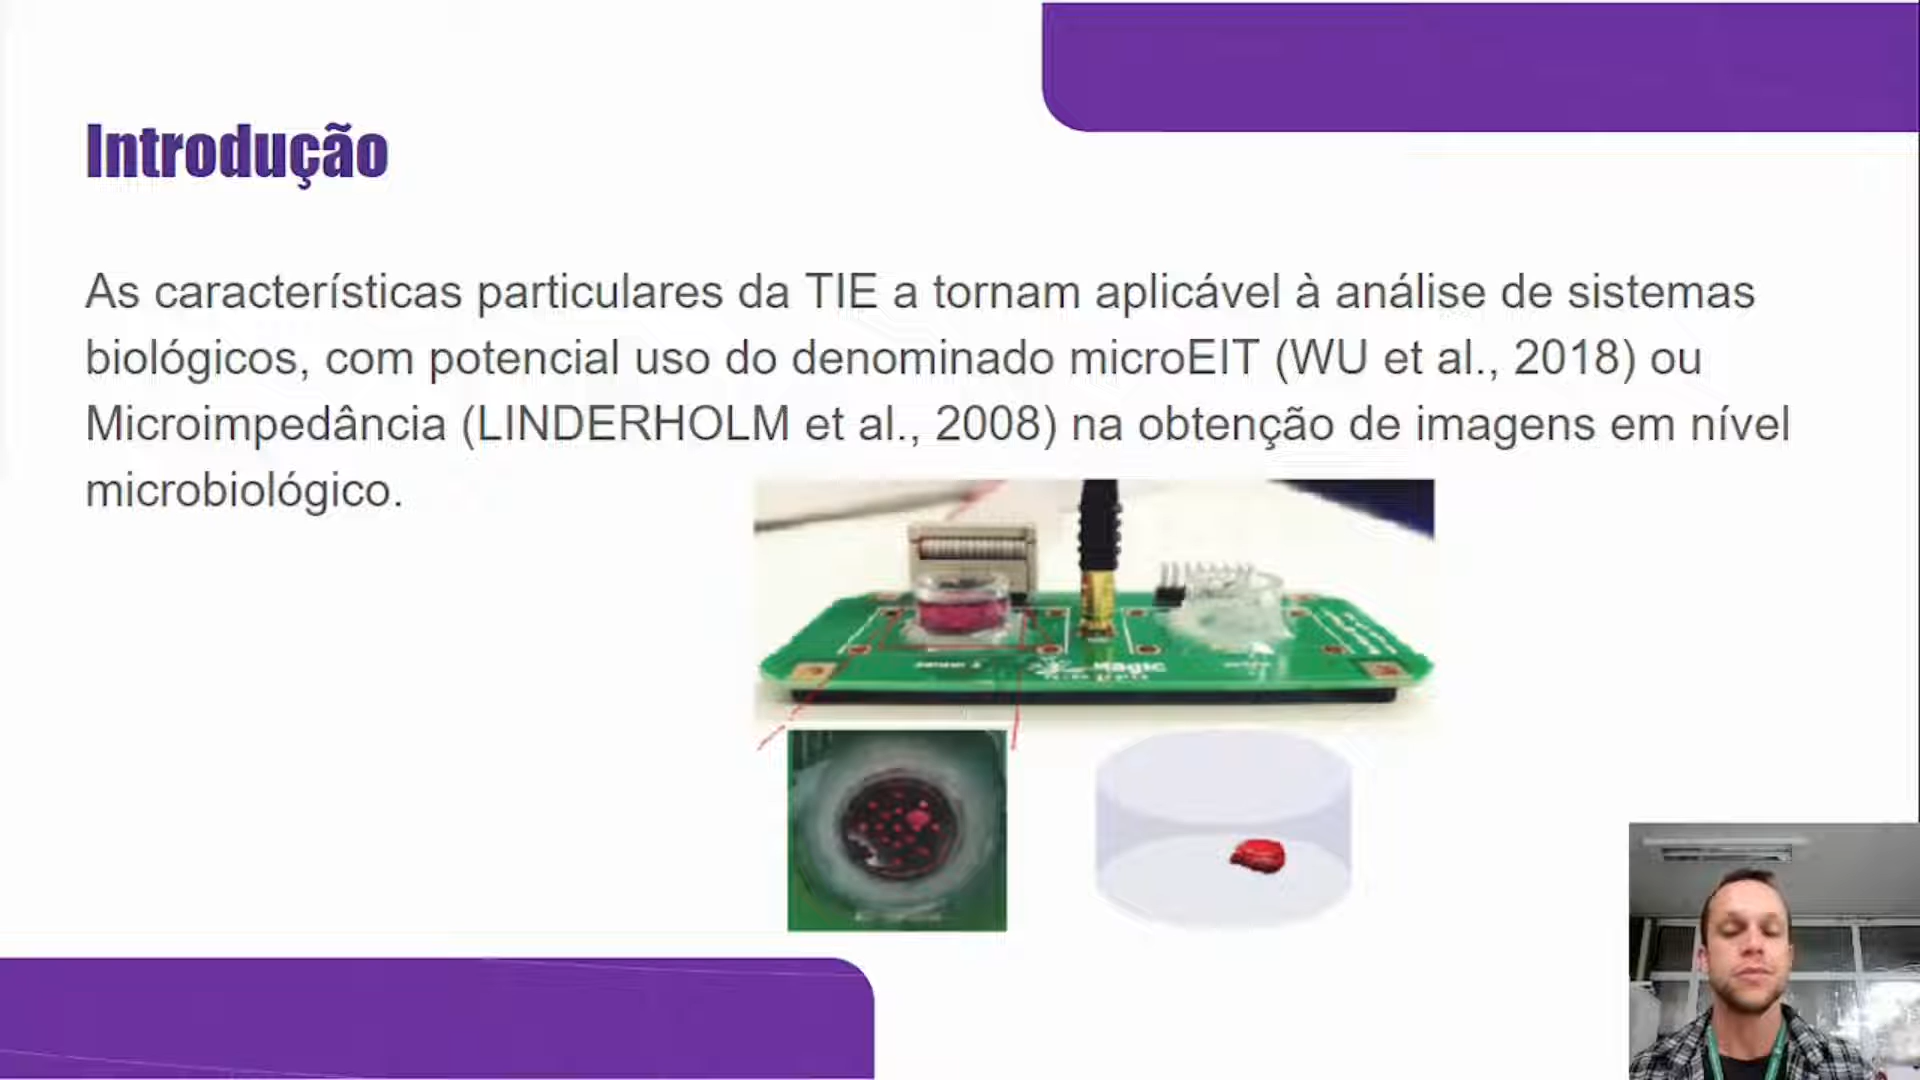 Introdução
As características particulares da TIE a tornam aplicável à análise de sistemas
biológicos, com potencial uso do denominado microEIT (WU et al., 2018) ou
Microimpedância (LINDERHOLM et al., 2008) na obtenção de imagens em nível
microbiológico.
Magic